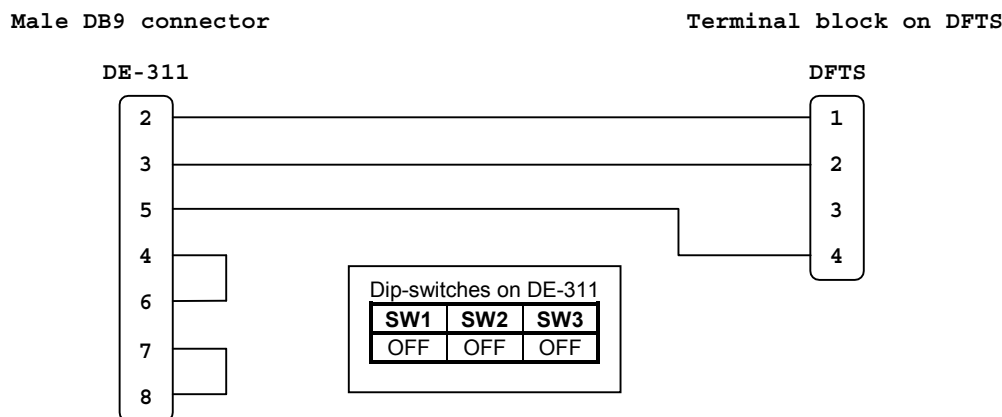 Male DB9 connector
Terminal block on DFTS
DE-311
DFTS
2
1
3
2
5
3
4
4
6
7
8
Dip-switches on DE-311
SW1 SW2 SW3
OFF OFF OFF